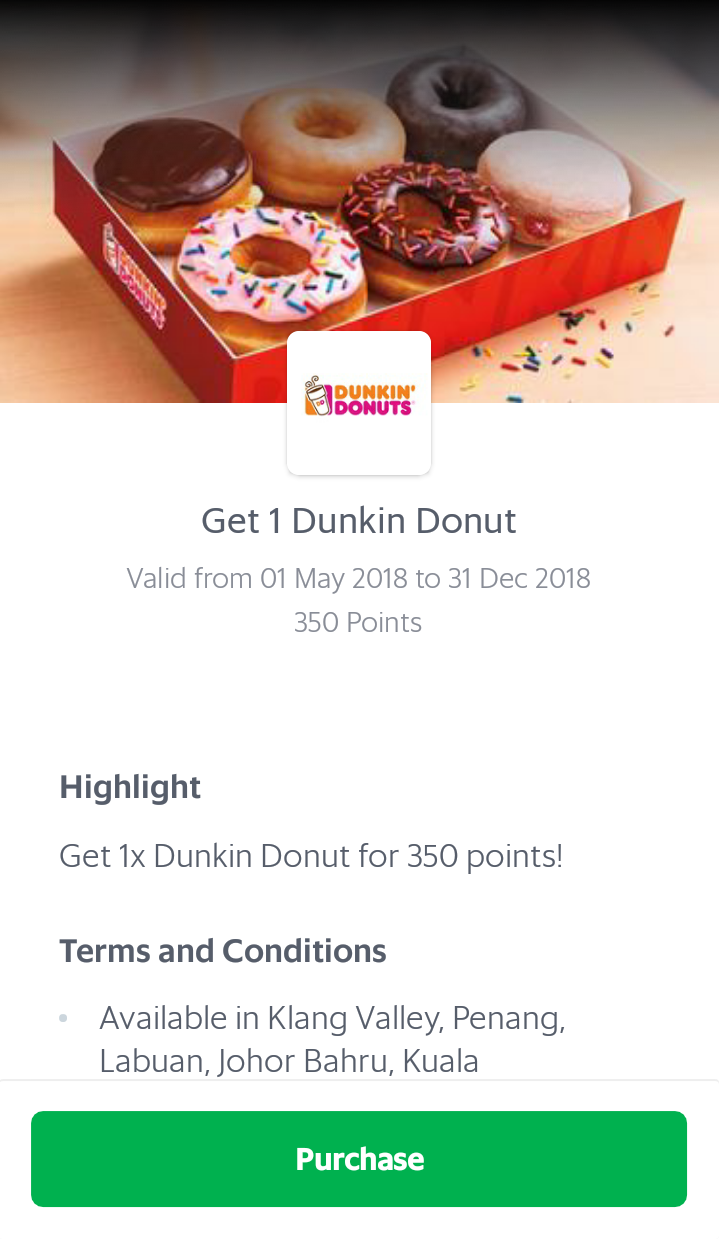 DUNKIN'
DONUTS
DUNKIN'
DONUTS
Get 1 Dunkin Donut
Valid from 01 May 2018 to 31 Dec 2018
350 Points
Highlight
Get 1x Dunkin Donut for 350 points!
Terms and Conditions
Available in Klang Valley, Penang,
Labuan, Johor Bahru, Kuala
Purchase